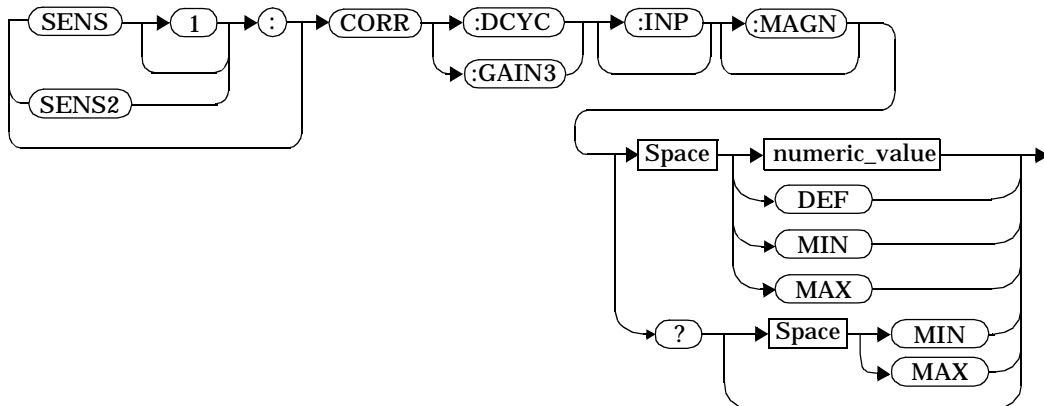 SENS 1 : CORR :DCYC :INP :MAGN
:GAIN3
SENS2
Space numeric_value
DEF
MIN
MAX
? Space MIN
MAX